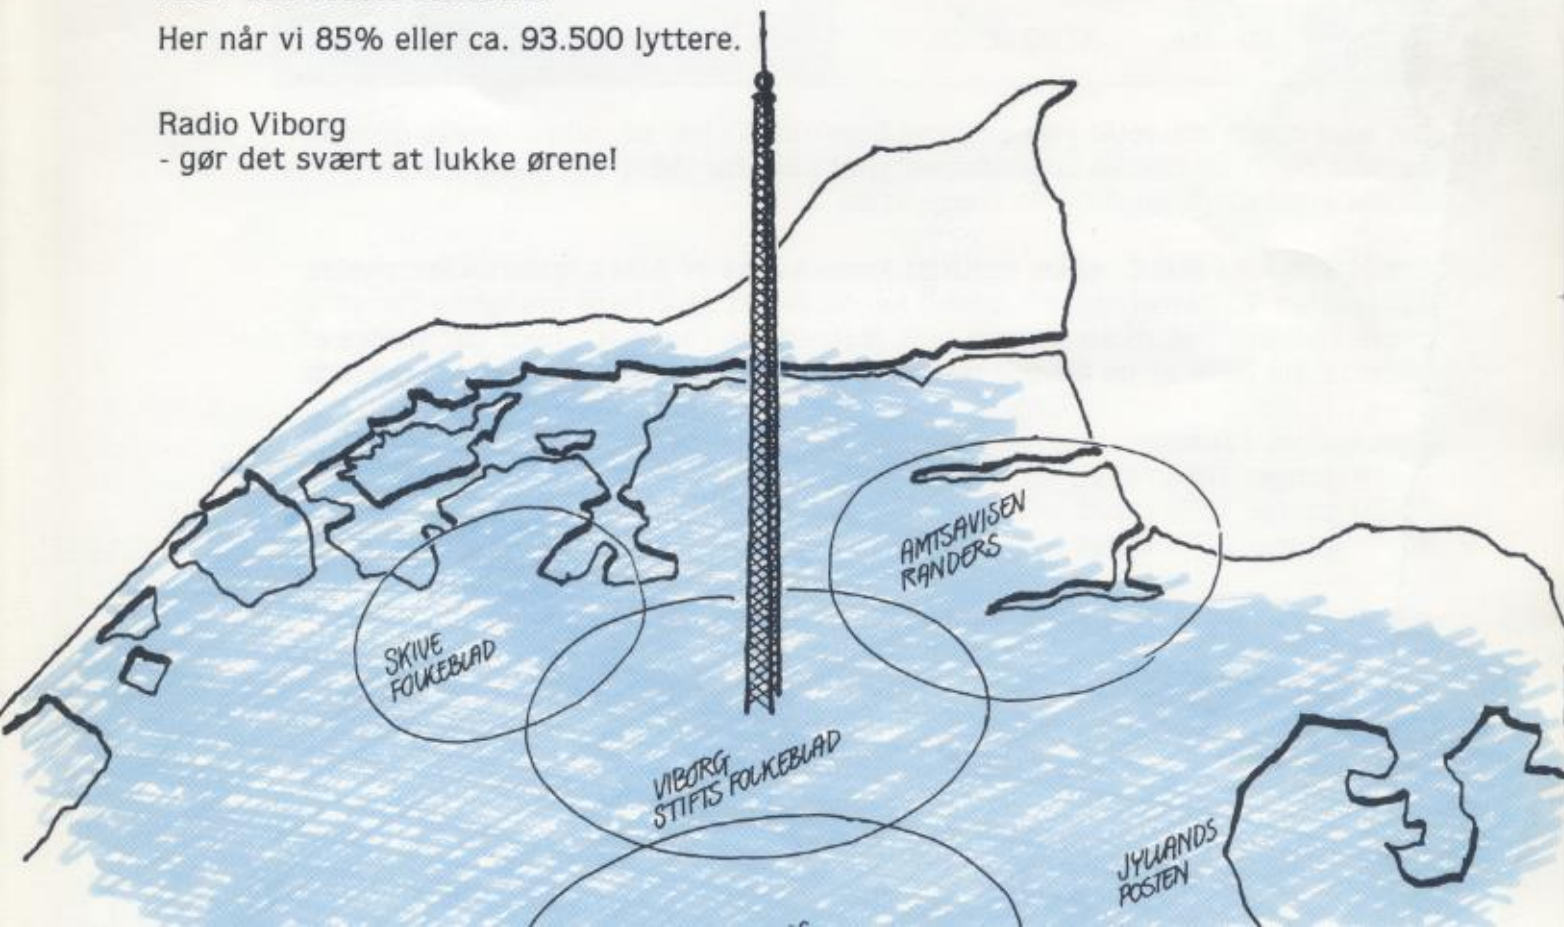 Her når vi 85% eller ca. 93.500 lyttere.
Radio Viborg
- gør det svært at lukke ørene!
AMTSAVISEN
RANDERS
SKIVE
FOLKEBLAD
VIBORG
STIFTS FOLKEBLAD
JYLLANDS
POSTEN